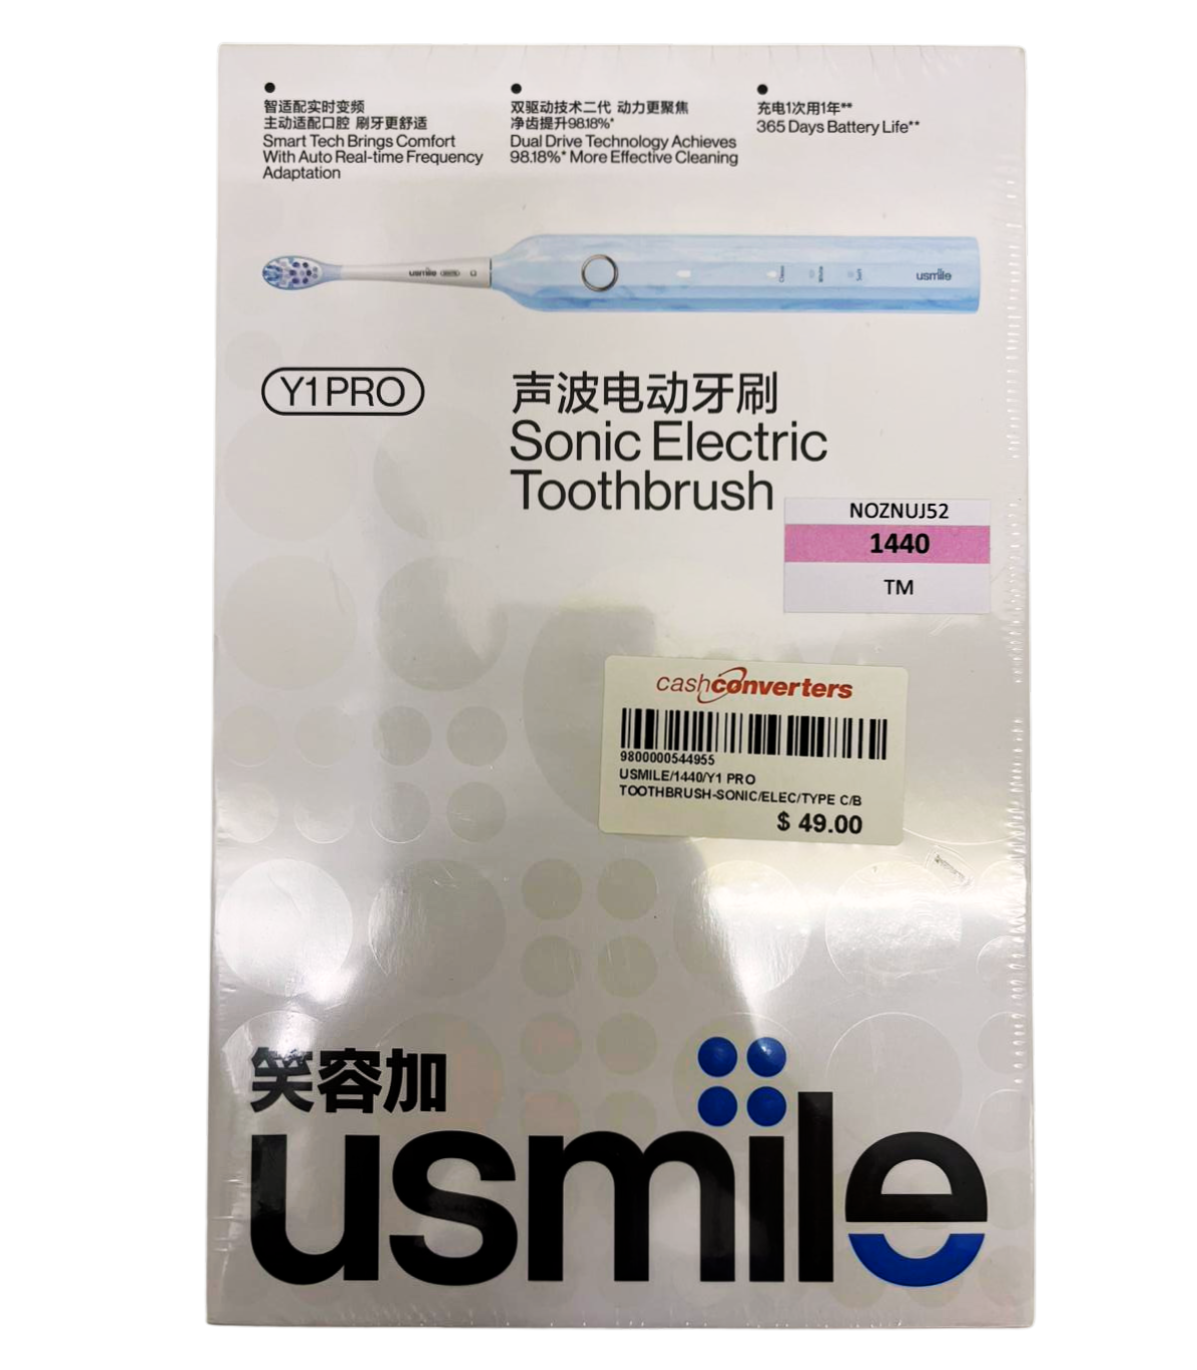 智适配实时变频
主动适配口腔 刷牙更舒适
Smart Tech Brings Comfort
With Auto Real-time Frequency
Adaptation
双驱动技术二代 动力更聚焦
净齿提升98.18%*
Dual Drive Technology Achieves
98.18%* More Effective Cleaning
充电1次用1年**
365 Days Battery Life**
usmile
Clean
White
Soft
usmile
Y1 PRO
声波电动牙刷
Sonic Electric
Toothbrush
NOZNUJ52
1440
TM
cashconverters
9800000544955
USMILE/1440/Y1 PRO
TOOTHBRUSH-SONIC/ELEC/TYPE C/B
$ 49.00
笑容加
usmile